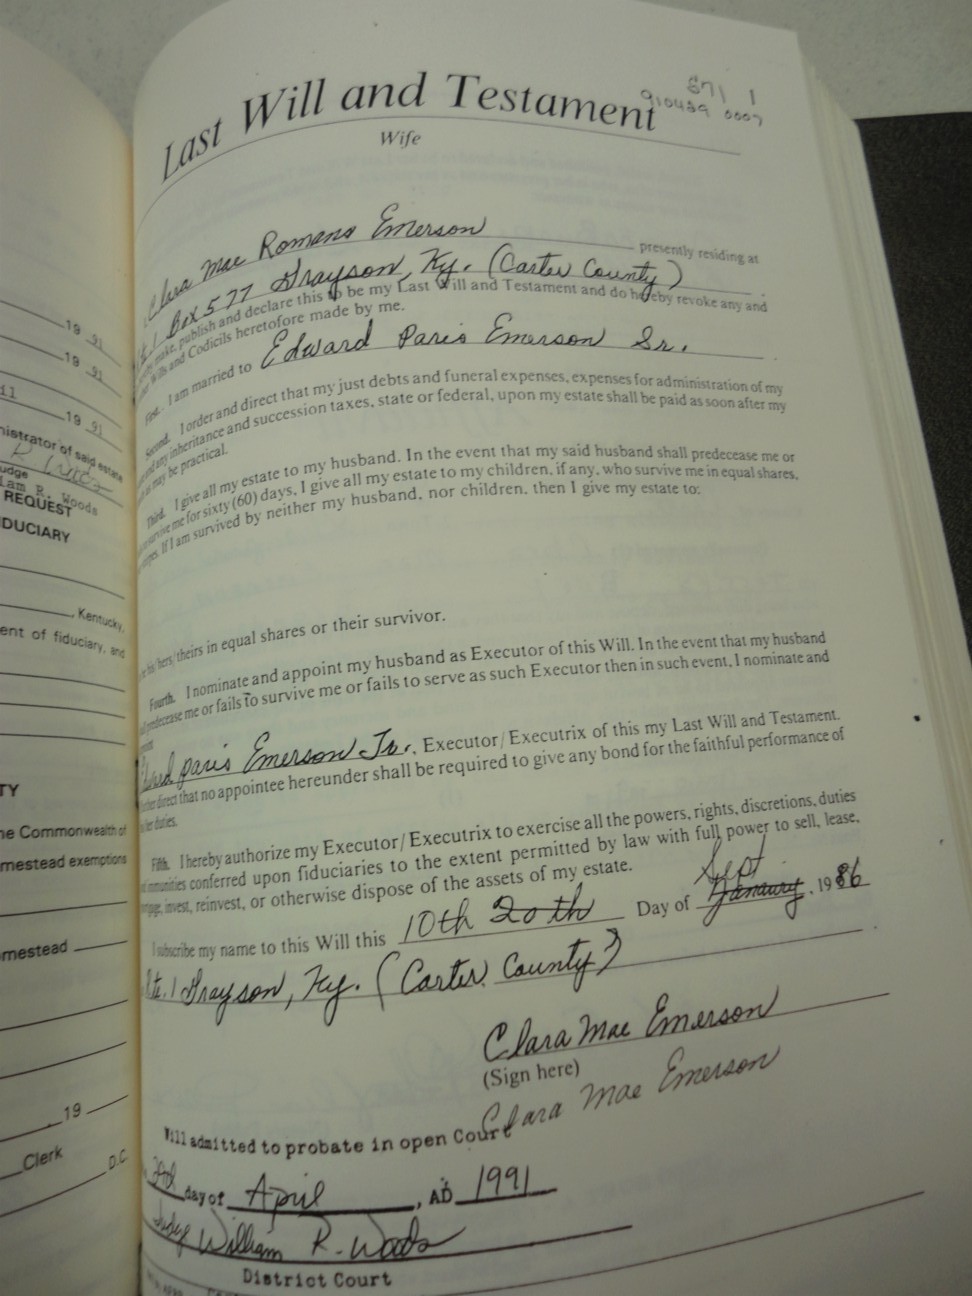 19 91
19 91
19 91
nistrator of said estate
udge
iam R. Woods
REQUEST
DUCIARY
, Kentucky,
ent of fiduciary, and
TY
he Commonwealth of
mestead exemptions
mestead
19
Clerk
D.C.
871 1
910489 0007
Last Will and Testament
Wife
Clara Mae Romans Emerson presently residing at
Rt. 1 Box 577 Grayson, Ky. (Carter County)
make, publish and declare this to be my Last Will and Testament and do hereby revoke any and
Wills and Codicils heretofore made by me.
First. I am married to Edward Paris Emerson Sr.
Second. I order and direct that my just debts and funeral expenses, expenses for administration of my
and any inheritance and succession taxes, state or federal, upon my estate shall be paid as soon after my
as may be practical.
Third. I give all my estate to my husband. In the event that my said husband shall predecease me or
survive me for sixty (60) days, I give all my estate to my children, if any, who survive me in equal shares,
If I am survived by neither my husband, nor children, then I give my estate to:
his/hers/theirs in equal shares or their survivor.
Fourth. I nominate and appoint my husband as Executor of this Will. In the event that my husband
predecease me or fails to survive me or fails to serve as such Executor then in such event, I nominate and
Edward paris Emerson Jr., Executor/Executrix of this my Last Will and Testament.
direct that no appointee hereunder shall be required to give any bond for the faithful performance of
duties.
Fifth. I hereby authorize my Executor/Executrix to exercise all the powers, rights, discretions, duties
immunities conferred upon fiduciaries to the extent permitted by law with full power to sell, lease,
invest, reinvest, or otherwise dispose of the assets of my estate.
Sept
I subscribe my name to this Will this 10th 20th Day of January, 1986
Rt. 1 Grayson, Ky. (Carter County)
Clara Mae Emerson
(Sign here)
Clara Mae Emerson
Will admitted to probate in open Court
day of April, AD 1991
Judge William R. Woods
District Court